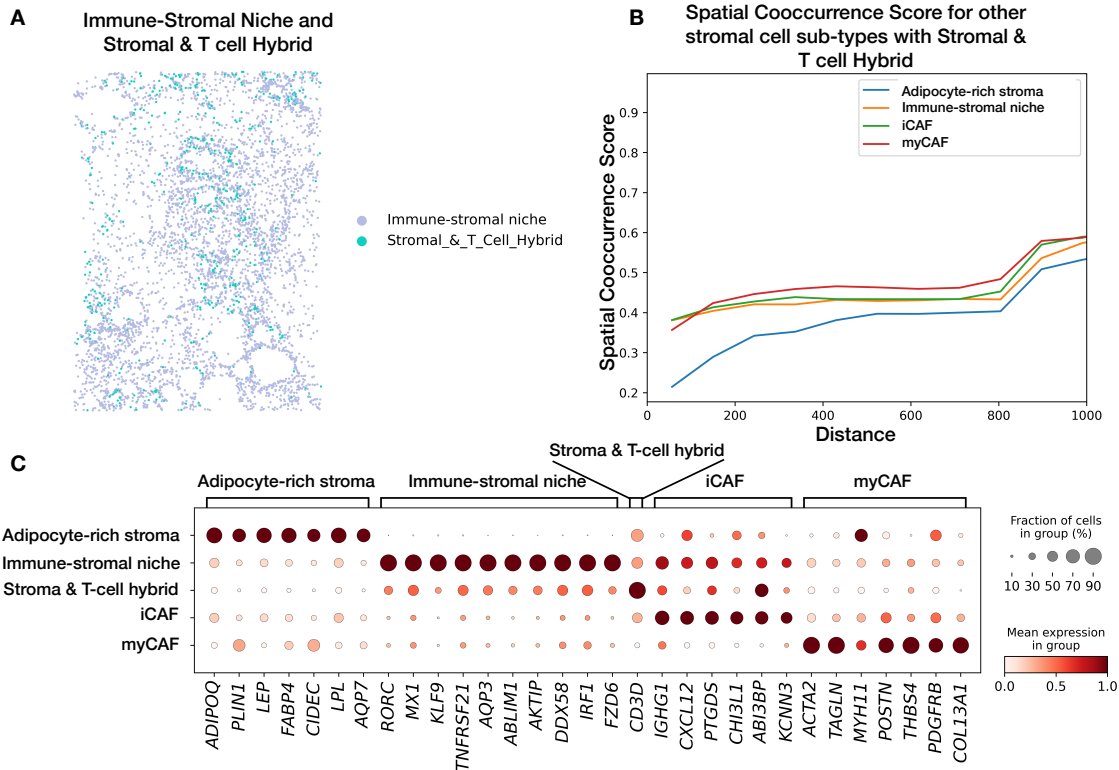 A
Immune-Stromal Niche and
Stromal & T cell Hybrid
Immune-stromal niche
Stromal_&_T_Cell_Hybrid
B
Spatial Cooccurrence Score for other
stromal cell sub-types with Stromal &
T cell Hybrid
Adipocyte-rich stroma
Immune-stromal niche
iCAF
myCAF
Spatial Cooccurrence Score
0.9
0.8
0.7
0.6
0.5
0.4
0.3
0.2
0 200 400 600 800 1000
Distance
C
Stroma & T-cell hybrid
Adipocyte-rich stroma Immune-stromal niche iCAF myCAF
Adipocyte-rich stroma
Immune-stromal niche
Stroma & T-cell hybrid
iCAF
myCAF
ADIPOQ PLIN1 LEP FABP4 CIDEC LPL AQP7 RORC MX1 KLF9 TNFRSF21 AQP3 ABLIM1 AKTIP DDX58 IRF1 FZD6 CD3D IGHG1 CXCL12 PTGDS CHI3L1 ABI3BP KCNN3 ACTA2 TAGLN MYH11 POSTN THBS4 PDGFRB COL13A1
Fraction of cells
in group (%)
10 30 50 70 90
Mean expression
in group
0.0 0.5 1.0